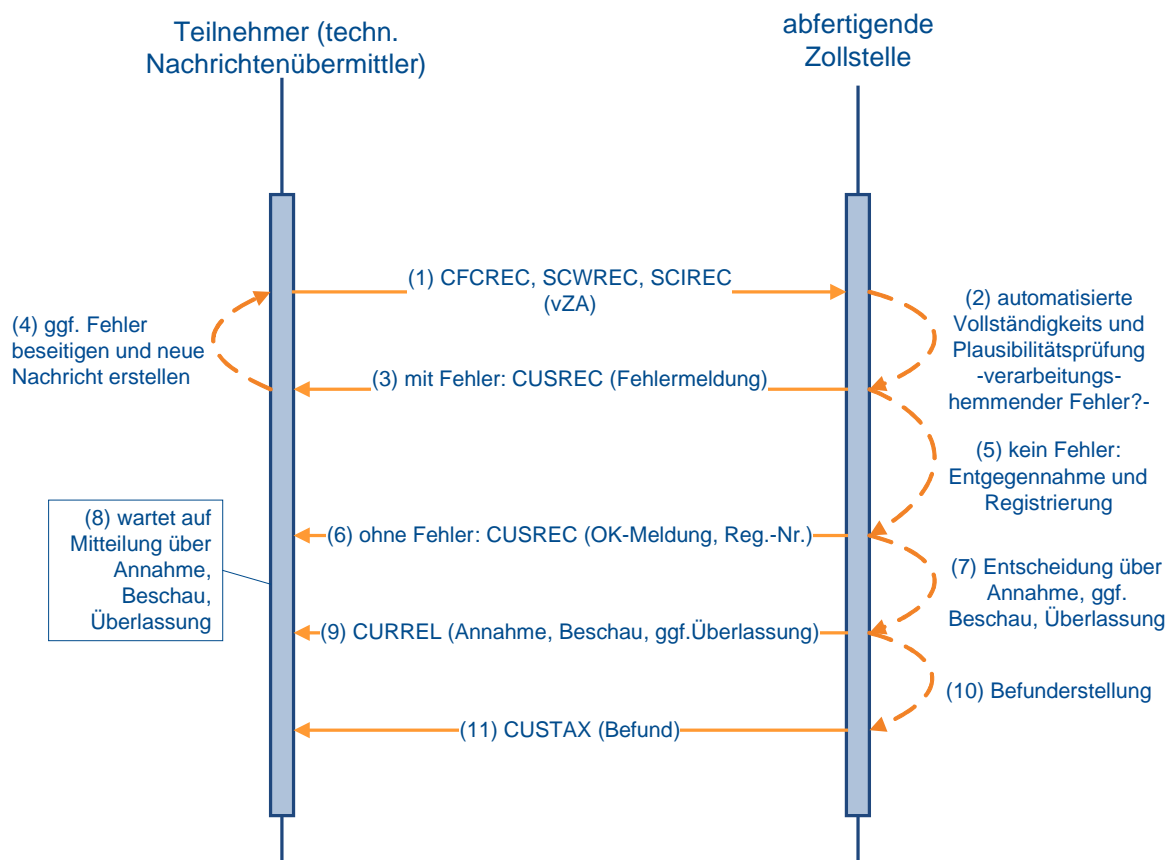 Teilnehmer (techn.
Nachrichtenübermittler)
abfertigende
Zollstelle
(1) CFCREC, SCWREC, SCIREC
(vZA)
(2) automatisierte
Vollständigkeits und
Plausibilitätsprüfung
-verarbeitungs-
hemmender Fehler?-
(3) mit Fehler: CUSREC (Fehlermeldung)
(4) ggf. Fehler
beseitigen und neue
Nachricht erstellen
(5) kein Fehler:
Entgegennahme und
Registrierung
(6) ohne Fehler: CUSREC (OK-Meldung, Reg.-Nr.)
(7) Entscheidung über
Annahme, ggf.
Beschau, Überlassung
(8) wartet auf
Mitteilung über
Annahme,
Beschau,
Überlassung
(9) CURREL (Annahme, Beschau, ggf.Überlassung)
(10) Befunderstellung
(11) CUSTAX (Befund)